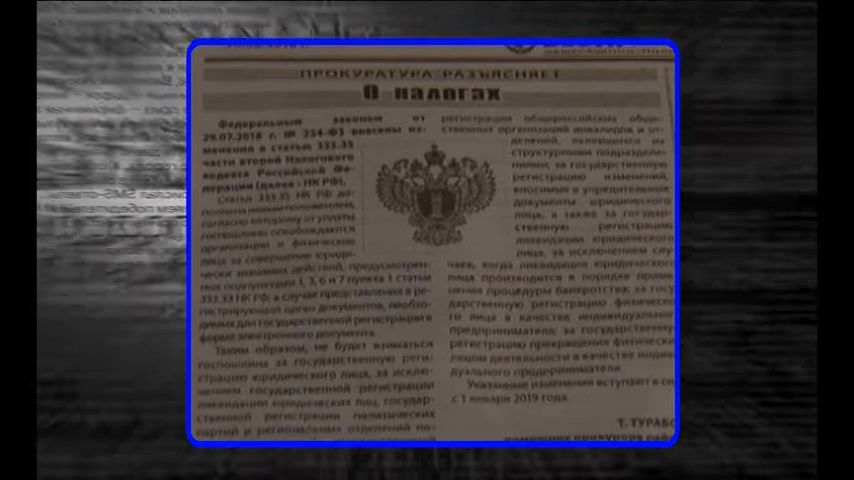 ПРОКУРАТУРА РАЗЪЯСНЯЕТ
О налогах
Федеральным законом от
29.07.2018 г. № 234-ФЗ внесены из-
менения в статью 333.35
части второй Налогового
кодекса Российской Фе-
дерации (далее - НК РФ).
Статья 333.35 НК РФ до-
полнена новым положением,
согласно которому от уплаты
госпошлины освобождаются
организации и физические
лица за совершение юриди-
чески значимых действий, предусмотрен-
ных подпунктами 1, 3, 6 и 7 пункта 1 статьи
333.33 НК РФ, в случае представления в ре-
гистрирующий орган документов, необхо-
димых для государственной регистрации в
форме электронного документа.
Таким образом, не будет взиматься
госпошлина за государственную реги-
страцию юридического лица, за исклю-
чением государственной регистрации
ликвидации юридических лиц, государ-
ственной регистрации политических
партий и региональных отделений по-
регистрации общероссийских обще-
ственных организаций инвалидов и от-
делений, являющихся их
структурными подразделе-
ниями; за государственную
регистрацию изменений,
вносимых в учредительные
документы юридического
лица, а также за государ-
ственную регистрацию
ликвидации юридического
лица, за исключением слу-
чаев, когда ликвидация юридического
лица производится в порядке приме-
нения процедуры банкротства; за госу-
дарственную регистрацию физическо-
го лица в качестве индивидуального
предпринимателя; за государственную
регистрацию прекращения физическим
лицом деятельности в качестве индиви-
дуального предпринимателя.
Указанные изменения вступают в си
с 1 января 2019 года.
Т. ТУРАБО
помощник прокурора рай